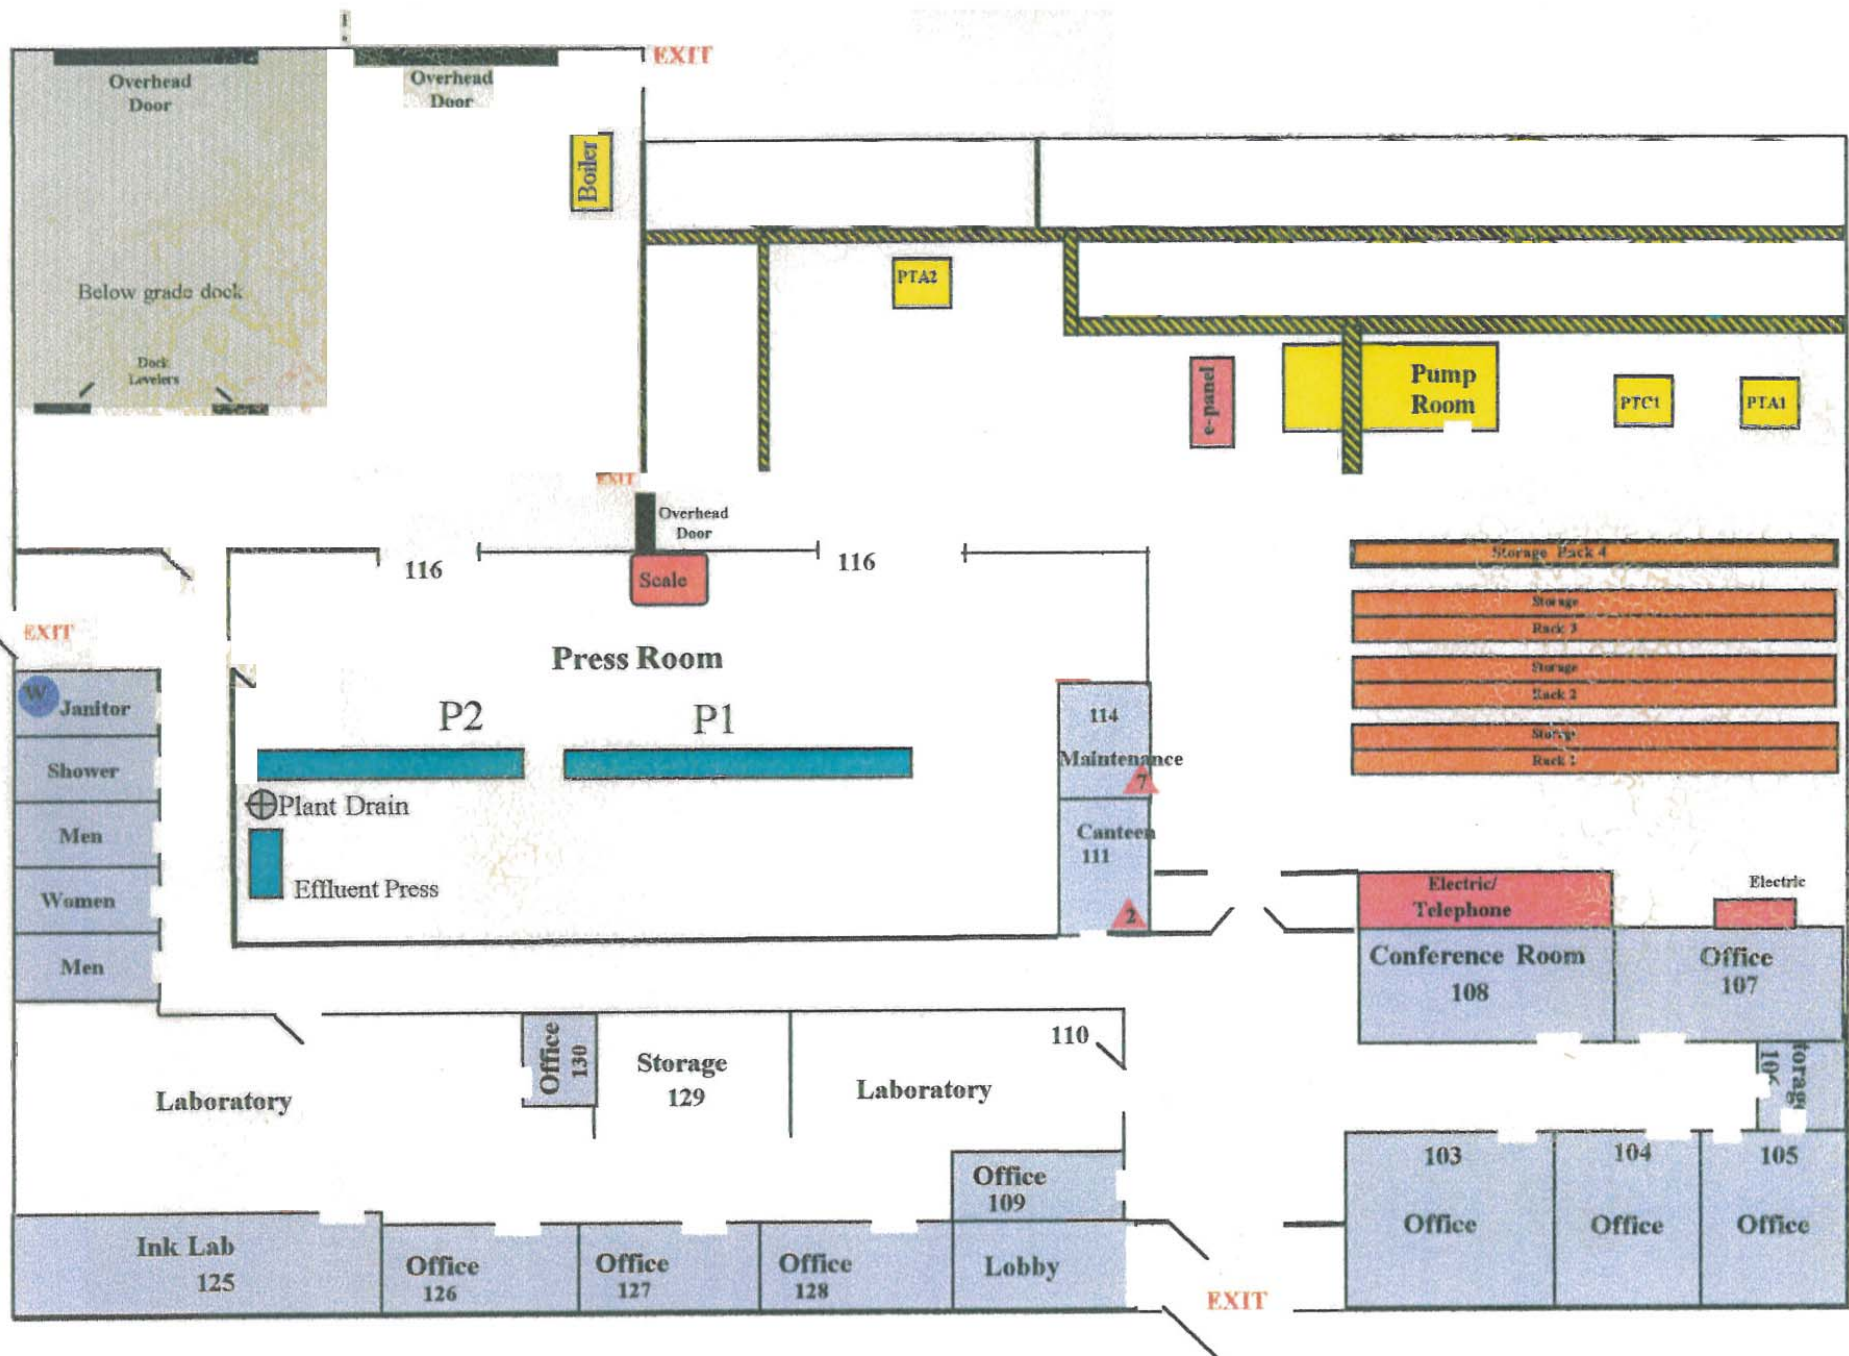 EXIT
Overhead
Door
Overhead
Door
Boiler
Below grade dock
PTA2
Dock
Levelers
e-panel
Pump
Room
PTC1
PTA1
EXIT
Overhead
Door
116
116
Scale
Storage Rack 4
Storage
Rack 3
Storage
Rack 2
Storage
Rack 1
EXIT
Press Room
W
Janitor
P2
P1
114
Maintenance
7
Shower
Plant Drain
Men
Canteen
111
Effluent Press
Women
2
Electric/
Telephone
Electric
Men
Conference Room
108
Office
107
Office
130
Storage
129
110
Laboratory
Laboratory
103
Office
104
Office
105
Office
Office
109
Ink Lab
125
Office
126
Office
127
Office
128
Lobby
EXIT